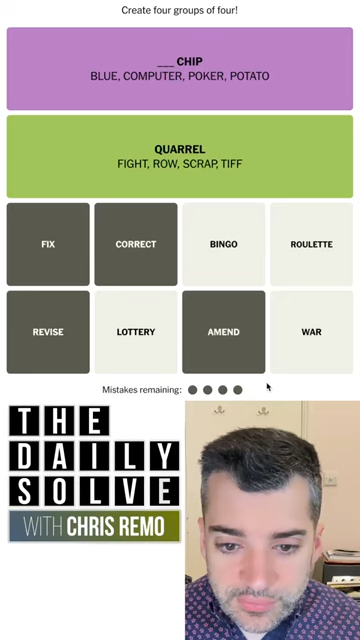 Create four groups of four!
___ CHIP
BLUE, COMPUTER, POKER, POTATO
QUARREL
FIGHT, ROW, SCRAP, TIFF
FIX CORRECT BINGO ROULETTE
REVISE LOTTERY AMEND WAR
Mistakes remaining:
THE
DAILY
SOLVE
WITH CHRIS REMO